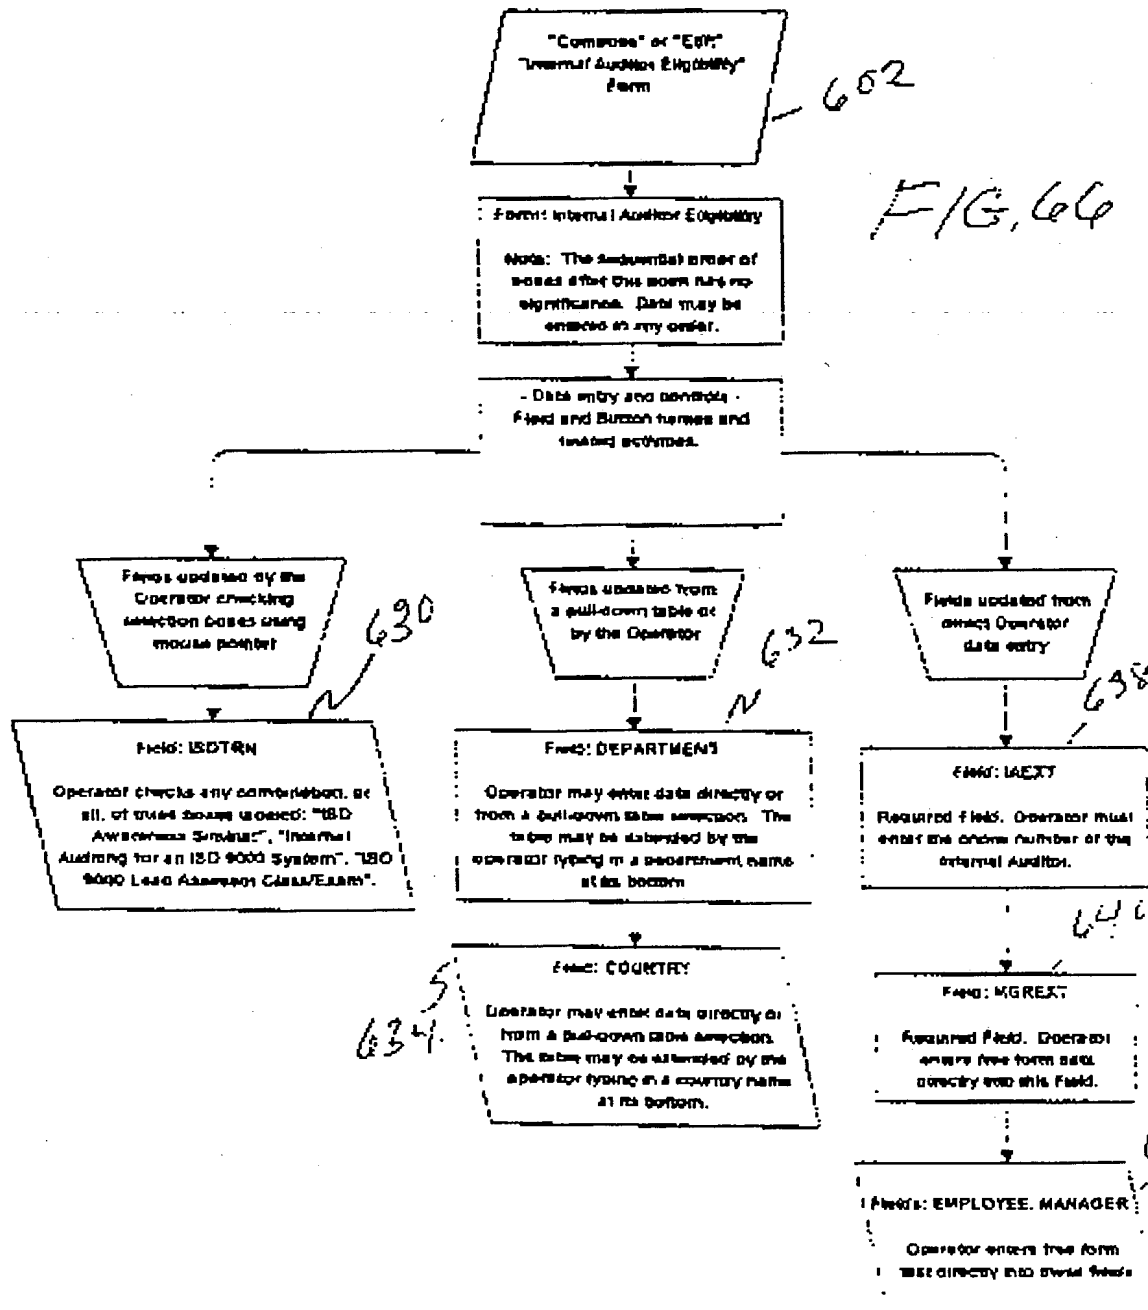 "Compose" or "Edit"
"Internal Auditor Eligibility"
Form
602
FIG. 66
Form: Internal Auditor Eligibility
Note: The sequential order of
boxes after this point has no
significance. Data may be
entered in any order.
- Data entry and controls -
Field and Button names and
related activities.
Fields updated by the
Operator checking
selection boxes using
mouse pointer
630
Fields updated from
a pull-down table or
by the Operator
632
Fields updated from
direct Operator
data entry
638
Field: ISOTRN
Operator checks any combination, or
all, of three boxes labeled: "ISO
Awareness Seminar", "Internal
Auditing for an ISO 9000 System", "ISO
9000 Lead Assessor Class/Exam".
Field: DEPARTMENT
Operator may enter data directly or
from a pull-down table selection. The
table may be extended by the
operator typing in a department name
at its bottom
Field: IAEXT
Required Field. Operator must
enter the phone number of the
Internal Auditor.
634
Field: COUNTRY
Operator may enter data directly or
from a pull-down table selection.
The table may be extended by the
operator typing in a country name
at its bottom.
Field: MGREXT
Required Field. Operator
enters free form data
directly into this Field.
Fields: EMPLOYEE, MANAGER
Operator enters free form
text directly into these fields